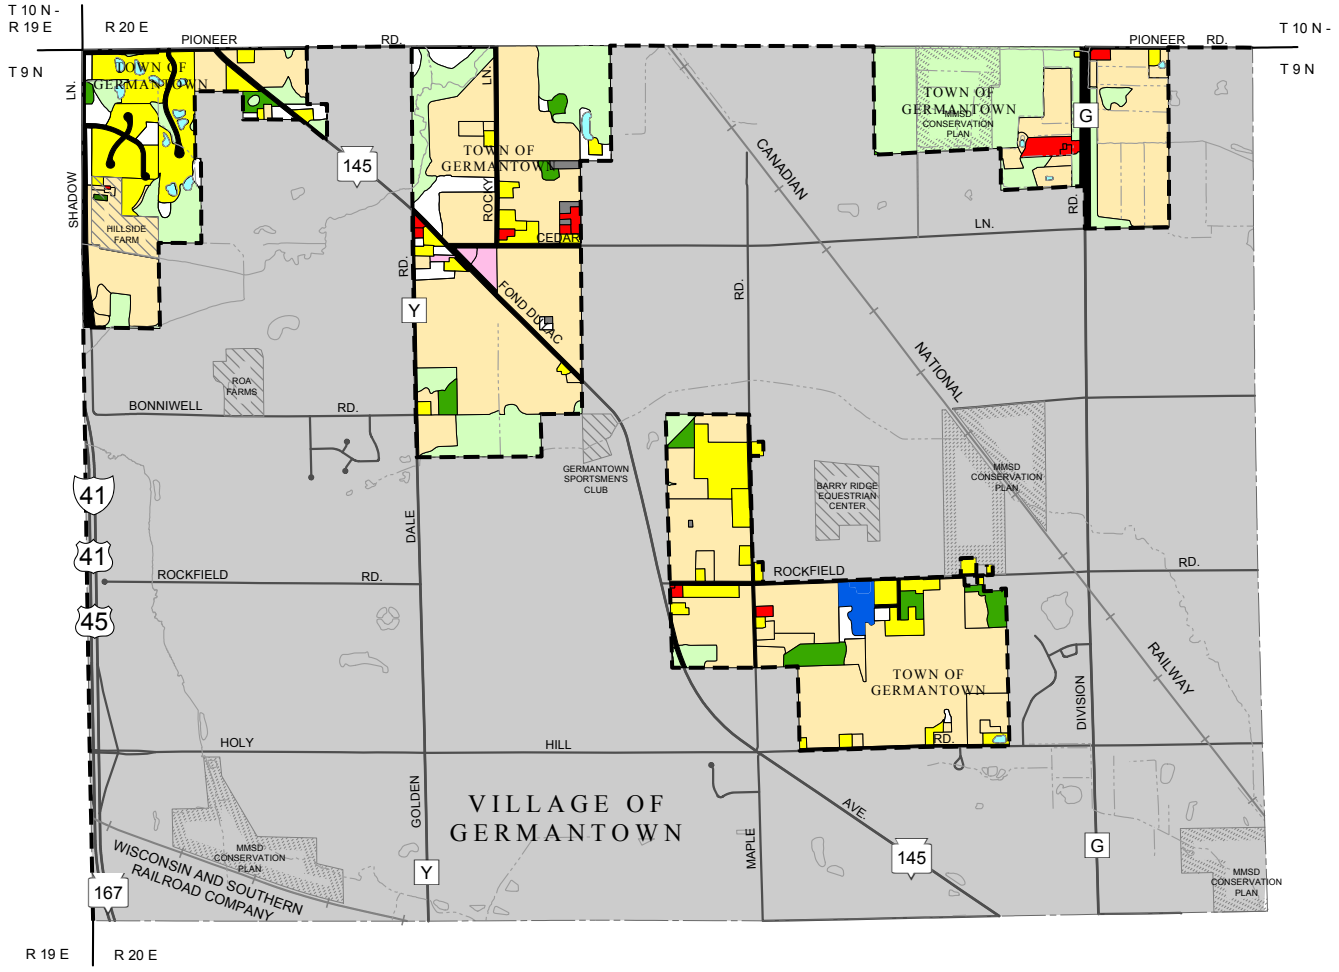 T 10 N -
R 19 E
R 20 E
T 10 N -
PIONEER
RD.
PIONEER
RD.
T 9 N
T 9 N
LN.
TOWN OF
GERMANTOWN
LN.
TOWN OF
GERMANTOWN
MMSD
CONSERVATION
PLAN
G
145
TOWN OF
GERMANTOWN
CANADIAN
SHADOW
ROCKY
RD.
HILLSIDE
FARM
LN.
CEDAR
RD.
RD.
Y
FOND DU LAC
NATIONAL
ROA
FARMS
BONNIWELL
RD.
GERMANTOWN
SPORTSMEN'S
CLUB
BARRY RIDGE
EQUESTRIAN
CENTER
MMSD
CONSERVATION
PLAN
41
DALE
41
ROCKFIELD
RD.
ROCKFIELD
RD.
45
TOWN OF
GERMANTOWN
RAILWAY
DIVISION
HOLY
HILL
RD.
GOLDEN
VILLAGE OF
GERMANTOWN
MAPLE
AVE.
145
G
MMSD
CONSERVATION
PLAN
WISCONSIN AND SOUTHERN
RAILROAD COMPANY
Y
167
MMSD
CONSERVATION
PLAN
R 19 E
R 20 E